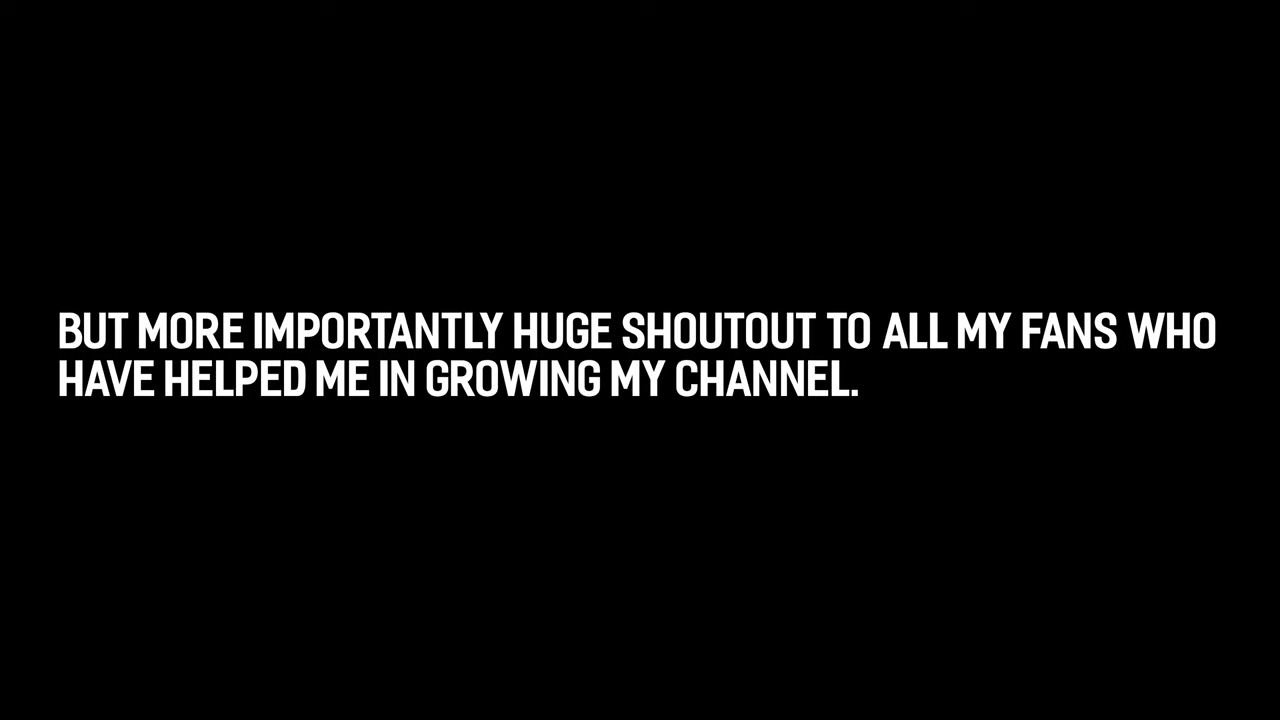 BUT MORE IMPORTANTLY HUGE SHOUTOUT TO ALL MY FANS WHO
HAVE HELPED ME IN GROWING MY CHANNEL.